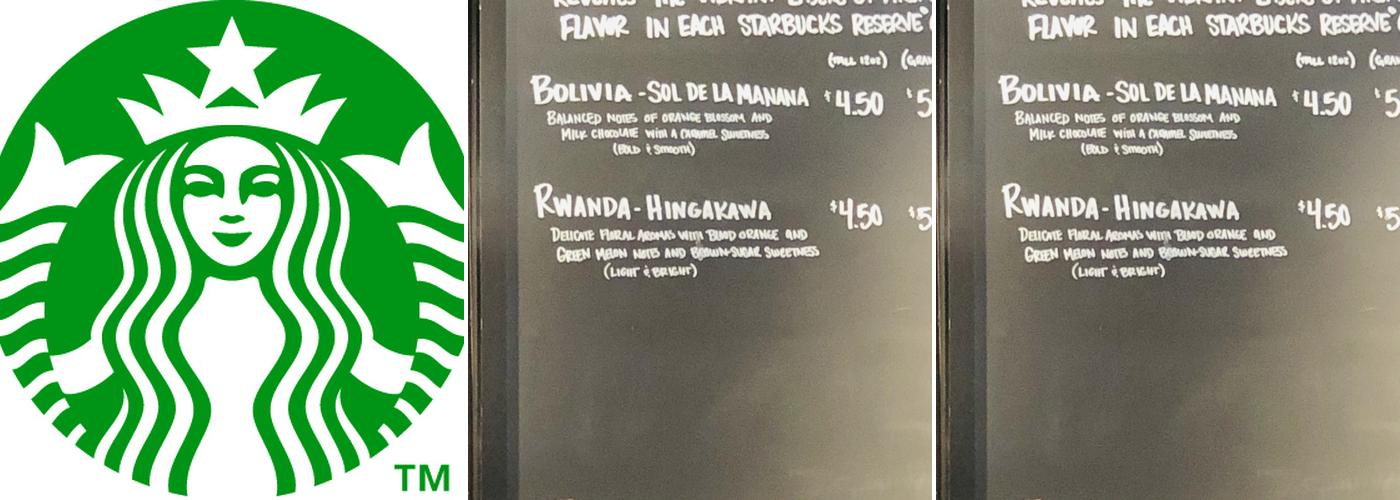 TM
FLAVOR IN EACH STARBUCKS RESERVE®
(TALL 12oz)
BOLIVIA - SOL DE LA MANANA $4.50 $5
BALANCED NOTES OF ORANGE BLOSSOM AND
MILK CHOCOLATE WITH A CARAMEL SWEETNESS
(BOLD & SMOOTH)
RWANDA - HINGAKAWA $4.50 $5
DELICATE FLORAL AROMAS WITH BLOOD ORANGE AND
GREEN MELON NOTES AND BROWN-SUGAR SWEETNESS
(LIGHT & BRIGHT)
FLAVOR IN EACH STARBUCKS RESERVE®
(TALL 12oz)
BOLIVIA - SOL DE LA MANANA $4.50 $5
BALANCED NOTES OF ORANGE BLOSSOM AND
MILK CHOCOLATE WITH A CARAMEL SWEETNESS
(BOLD & SMOOTH)
RWANDA - HINGAKAWA $4.50 $5
DELICATE FLORAL AROMAS WITH BLOOD ORANGE AND
GREEN MELON NOTES AND BROWN-SUGAR SWEETNESS
(LIGHT & BRIGHT)